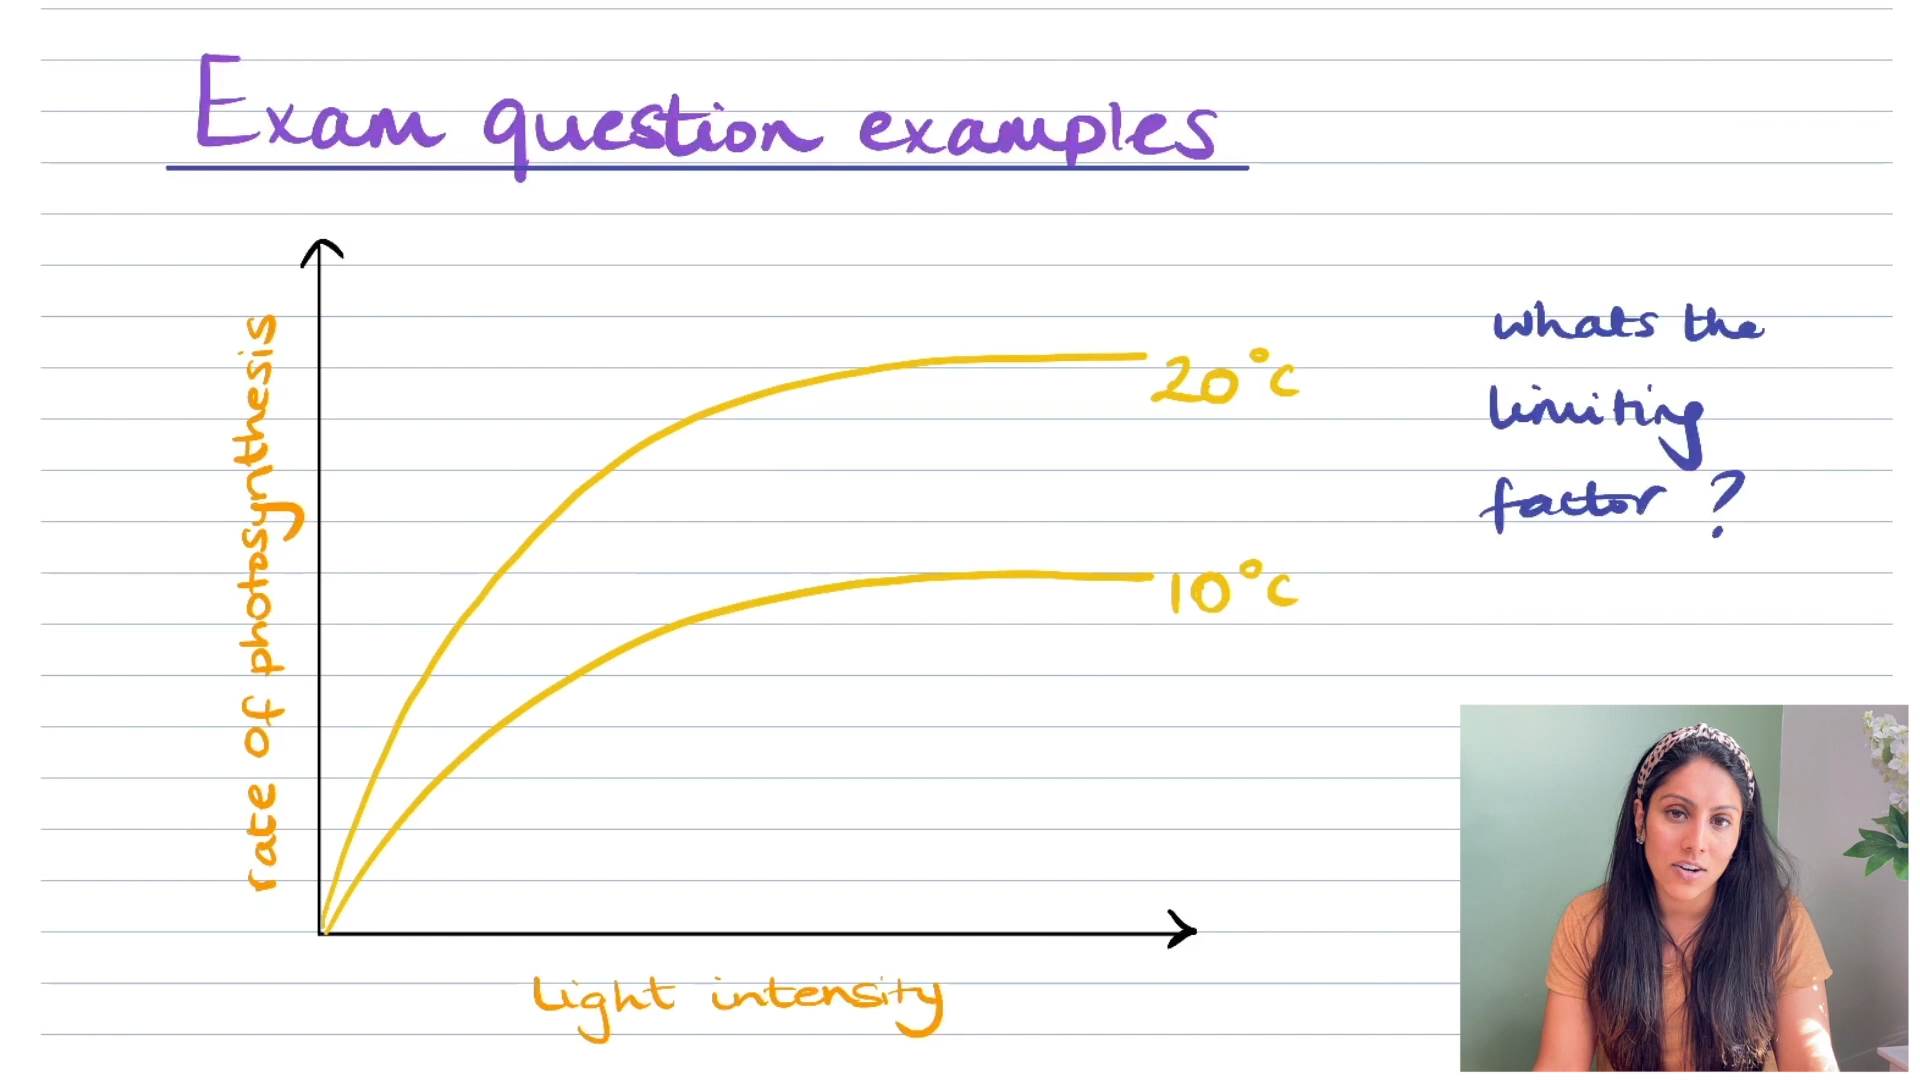 Exam question examples
rate of photosynthesis
20°c
whats the
limiting
factor ?
10°c
Light intensity